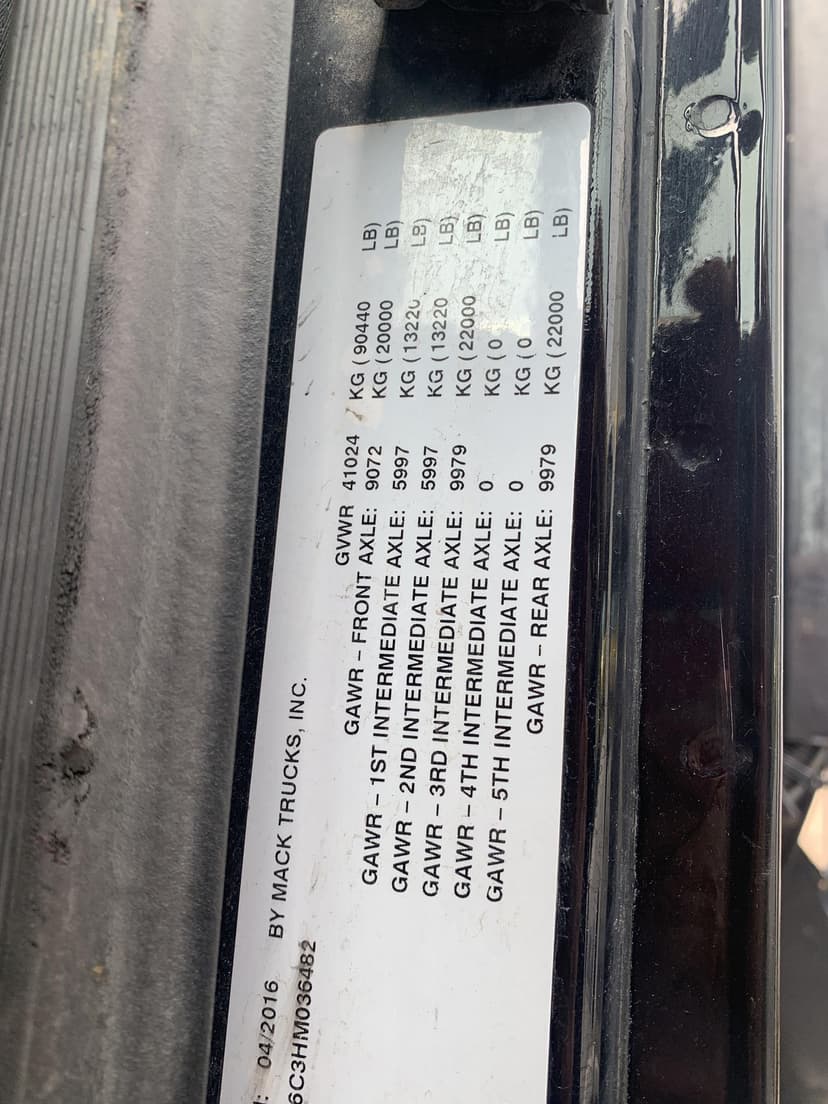 : 04/2016 BY MACK TRUCKS, INC.
6C3HM036482
GVWR 41024 KG ( 90440 LB)
GAWR – FRONT AXLE: 9072 KG ( 20000 LB)
GAWR – 1ST INTERMEDIATE AXLE: 5997 KG ( 13220 LB)
GAWR – 2ND INTERMEDIATE AXLE: 5997 KG ( 13220 LB)
GAWR – 3RD INTERMEDIATE AXLE: 9979 KG ( 22000 LB)
GAWR – 4TH INTERMEDIATE AXLE: 0 KG ( 0 LB)
GAWR – 5TH INTERMEDIATE AXLE: 0 KG ( 0 LB)
GAWR – REAR AXLE: 9979 KG ( 22000 LB)